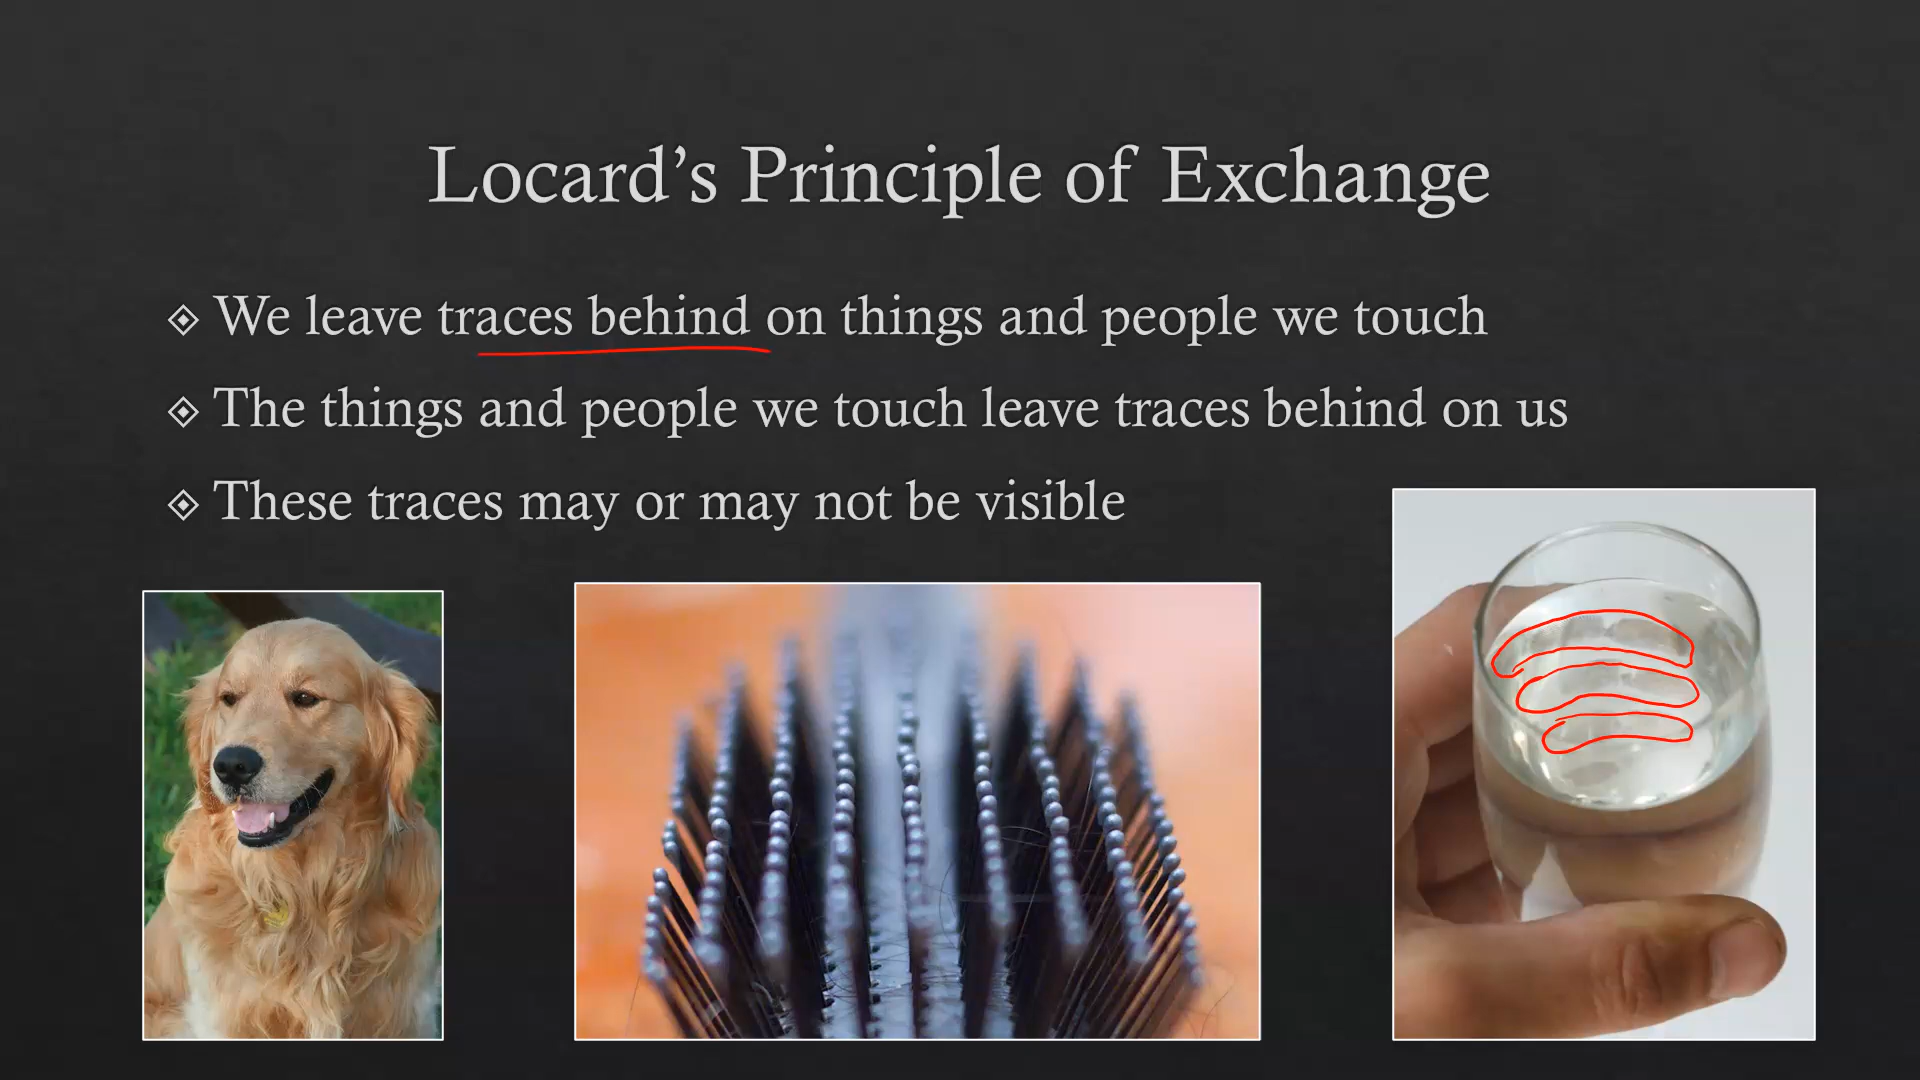 Locard’s Principle of Exchange
We leave traces behind on things and people we touch
The things and people we touch leave traces behind on us
These traces may or may not be visible